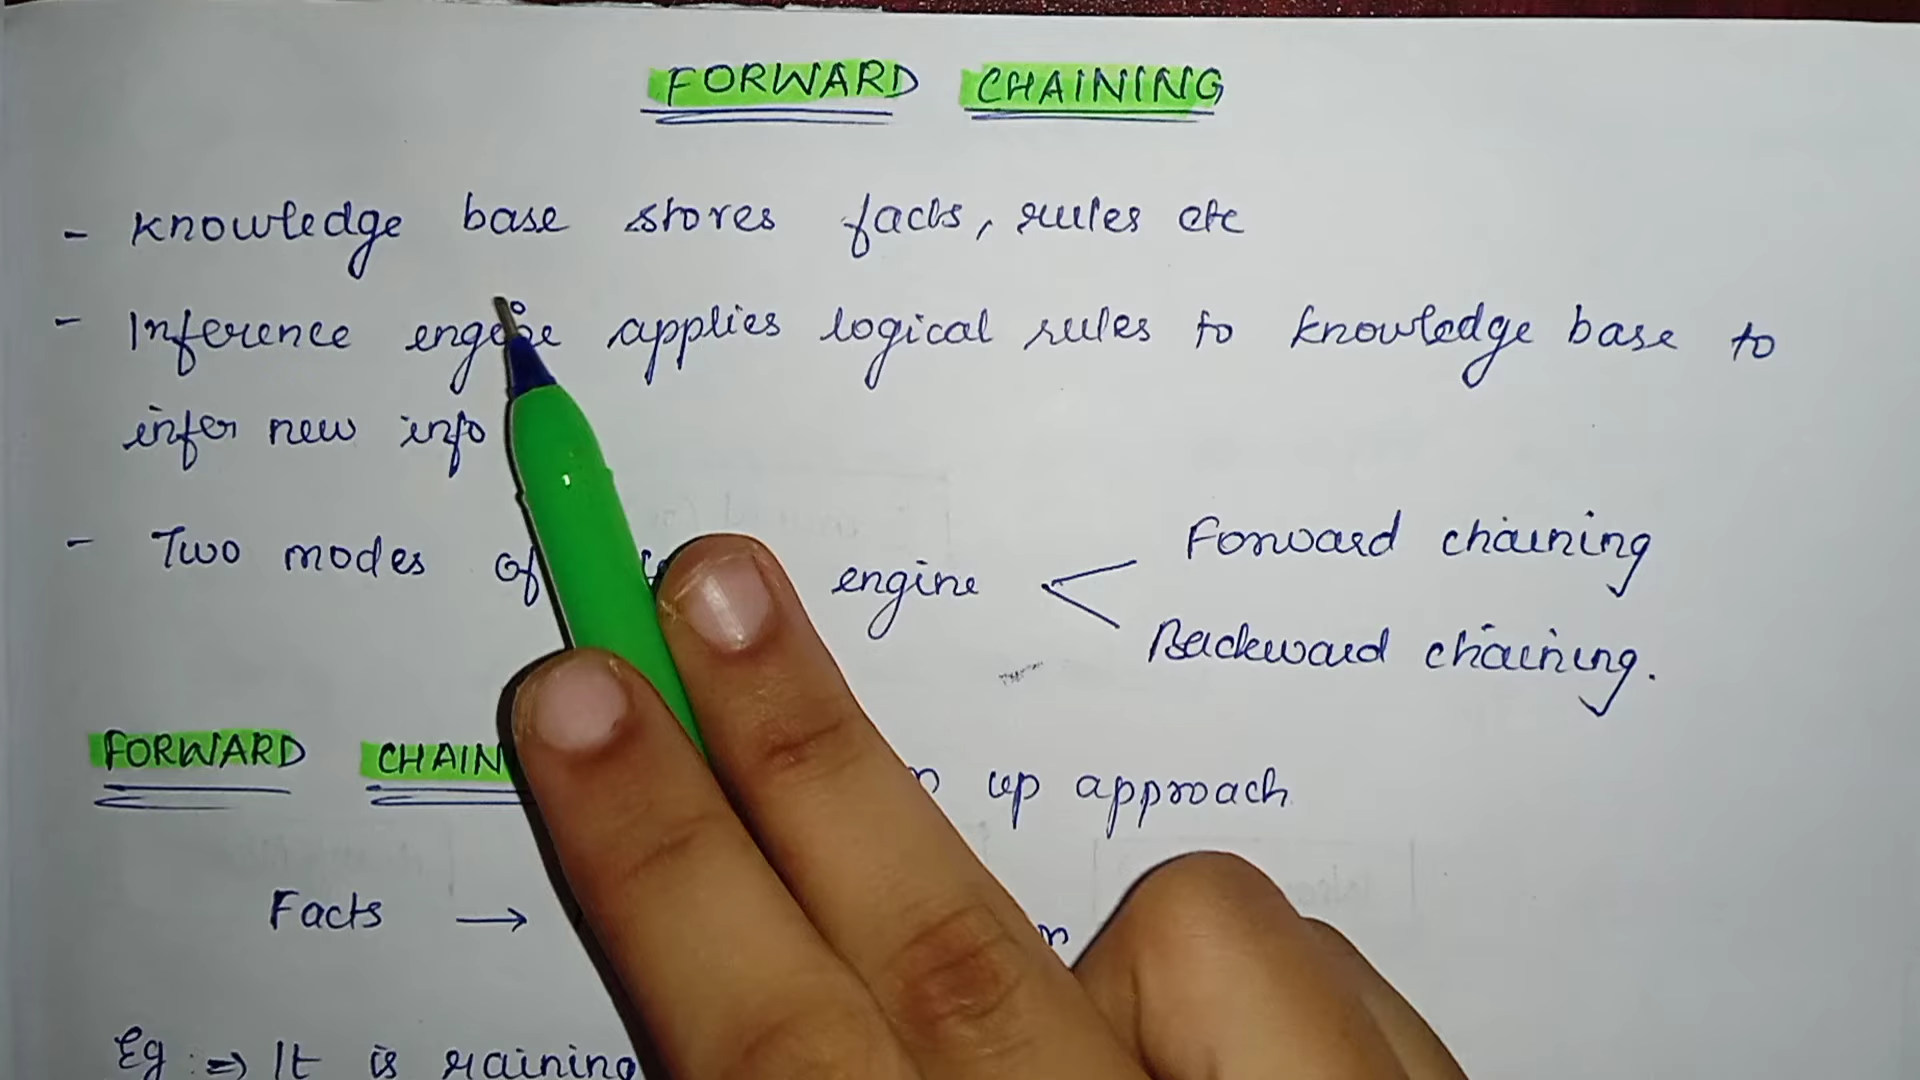 FORWARD CHAINING
- Knowledge base stores facts, rules etc
- Inference engine applies logical rules to knowledge base to
infer new info
- Two modes of engine
Forward chaining
Backward chaining.
FORWARD CHAIN up approach
Facts →
Eg :⇒ It is raining